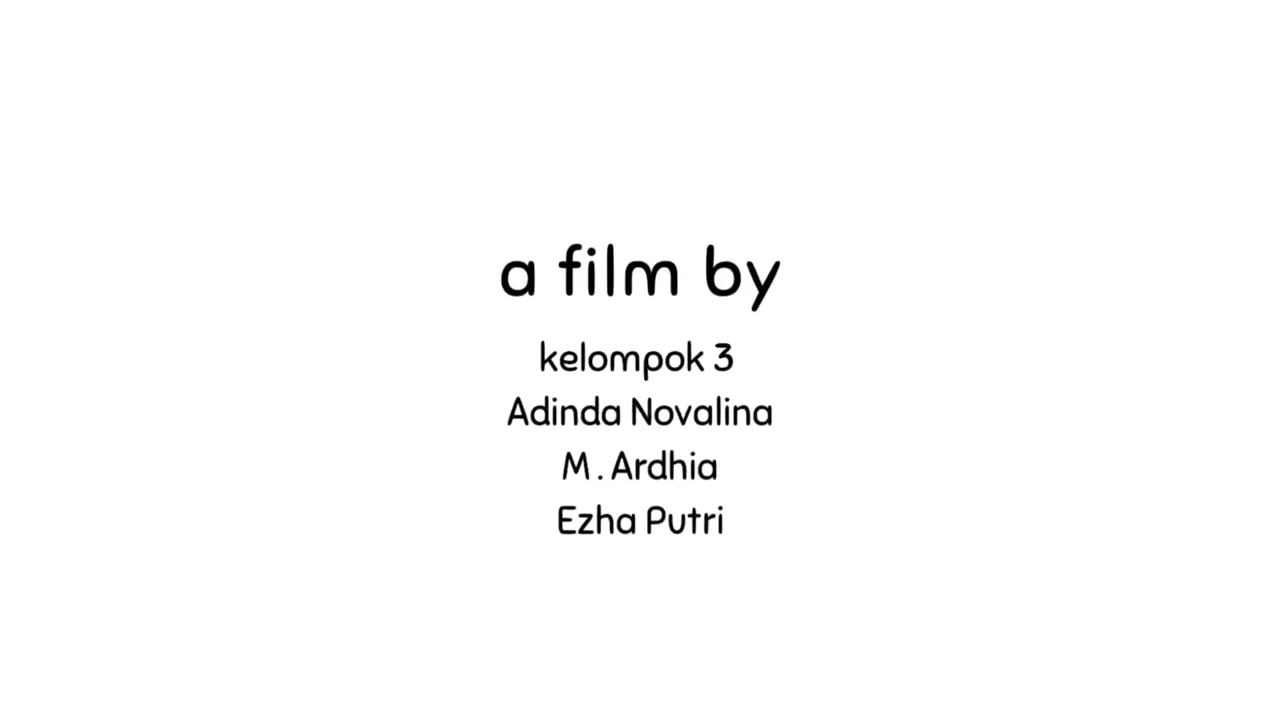 a film by
kelompok 3
Adinda Novalina
M . Ardhia
Ezha Putri